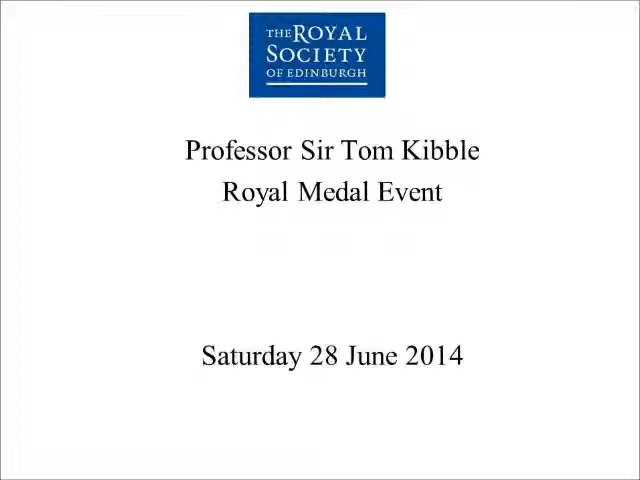 THE ROYAL
SOCIETY
OF EDINBURGH
Professor Sir Tom Kibble
Royal Medal Event
Saturday 28 June 2014